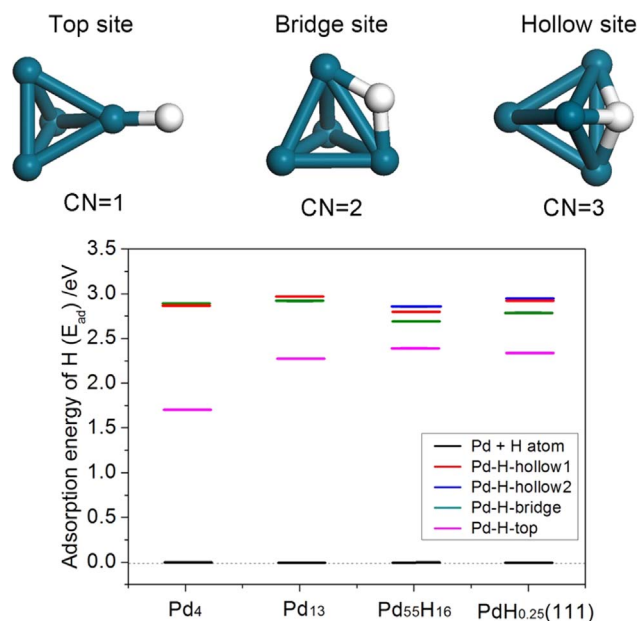 Top site Bridge site Hollow site
CN=1 CN=2 CN=3
Adsorption energy of H (E_ad) /eV
3.5
3.0
2.5
2.0
1.5
1.0
0.5
0.0
Pd + H atom
Pd-H-hollow1
Pd-H-hollow2
Pd-H-bridge
Pd-H-top
Pd₄ Pd₁₃ Pd₅₅H₁₆ PdH₀.₂₅(111)